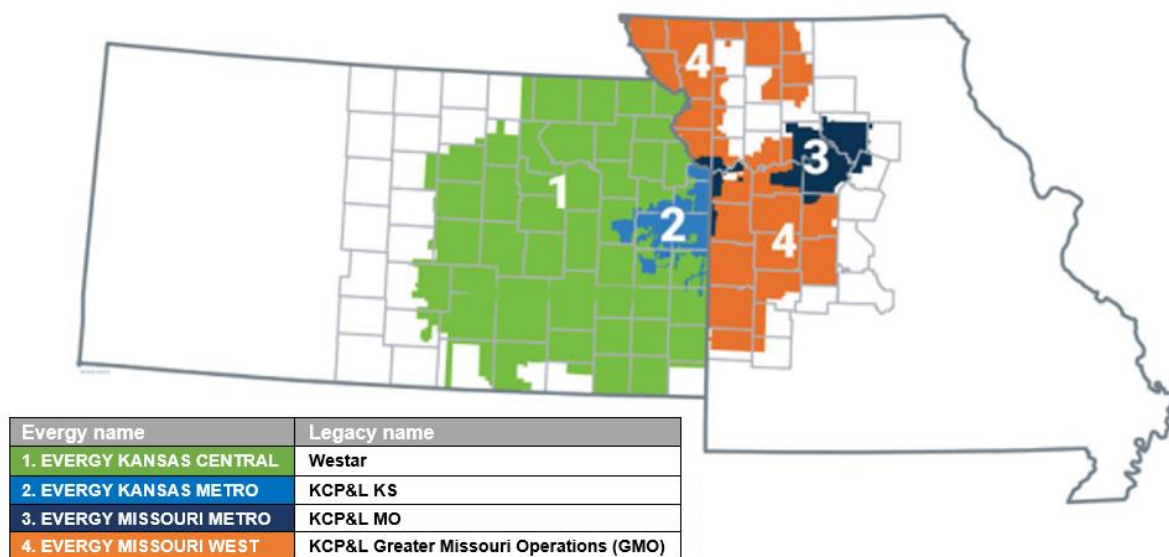 4
3
1
2
4
Evergy name Legacy name
1. EVERGY KANSAS CENTRAL Westar
2. EVERGY KANSAS METRO KCP&L KS
3. EVERGY MISSOURI METRO KCP&L MO
4. EVERGY MISSOURI WEST KCP&L Greater Missouri Operations (GMO)